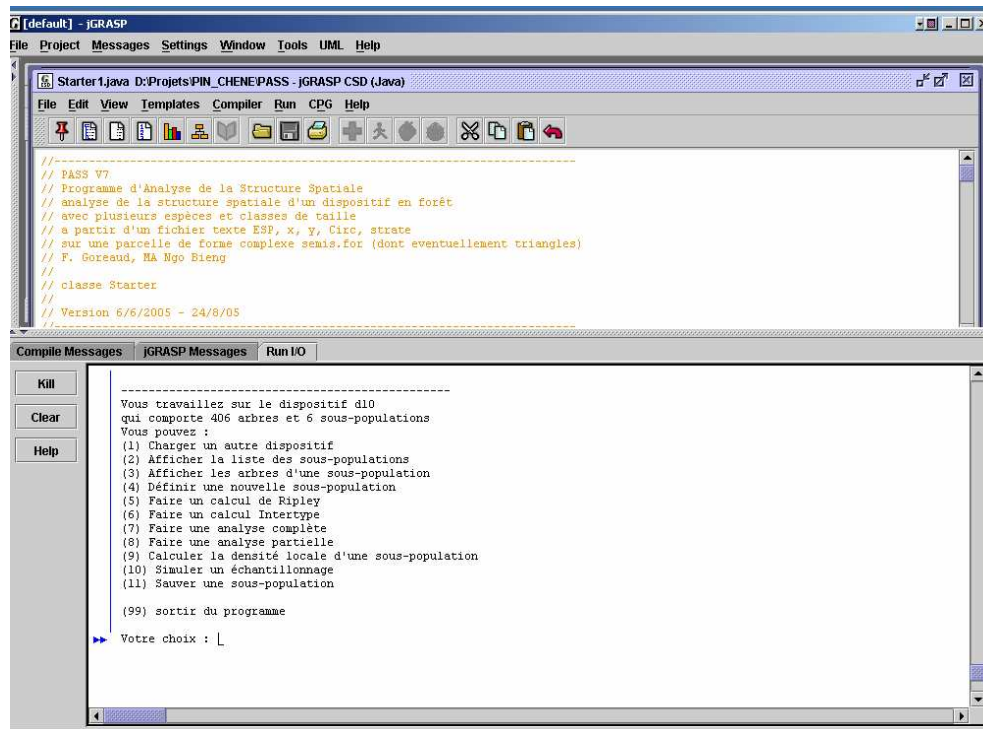 [default] - jGRASP
File Project Messages Settings Window Tools UML Help
Starter1.java D:\Projets\PIN_CHENE\PASS - jGRASP CSD (Java)
File Edit View Templates Compiler Run CPG Help
//----------------------------------------------------------------------------
// PASS V7
// Programme d'Analyse de la Structure Spatiale
// analyse de la structure spatiale d'un dispositif en forêt
// avec plusieurs espèces et classes de taille
// a partir d'un fichier texte ESP, x, y, Circ, strate
// sur une parcelle de forme complexe semis.for (dont eventuellement triangles)
// F. Goreaud, MA Ngo Bieng
//
// classe Starter
//
// Version 6/6/2005 - 24/8/05
//----------------------------------------------------------------------------
Compile Messages jGRASP Messages Run I/O
Kill
Clear
Help
------------------------------------------------
Vous travaillez sur le dispositif d10
qui comporte 406 arbres et 6 sous-populations
Vous pouvez :
(1) Charger un autre dispositif
(2) Afficher la liste des sous-populations
(3) Afficher les arbres d'une sous-population
(4) Définir une nouvelle sous-population
(5) Faire un calcul de Ripley
(6) Faire un calcul Intertype
(7) Faire une analyse complète
(8) Faire une analyse partielle
(9) Calculer la densité locale d'une sous-population
(10) Simuler un échantillonnage
(11) Sauver une sous-population
(99) sortir du programme
Votre choix :